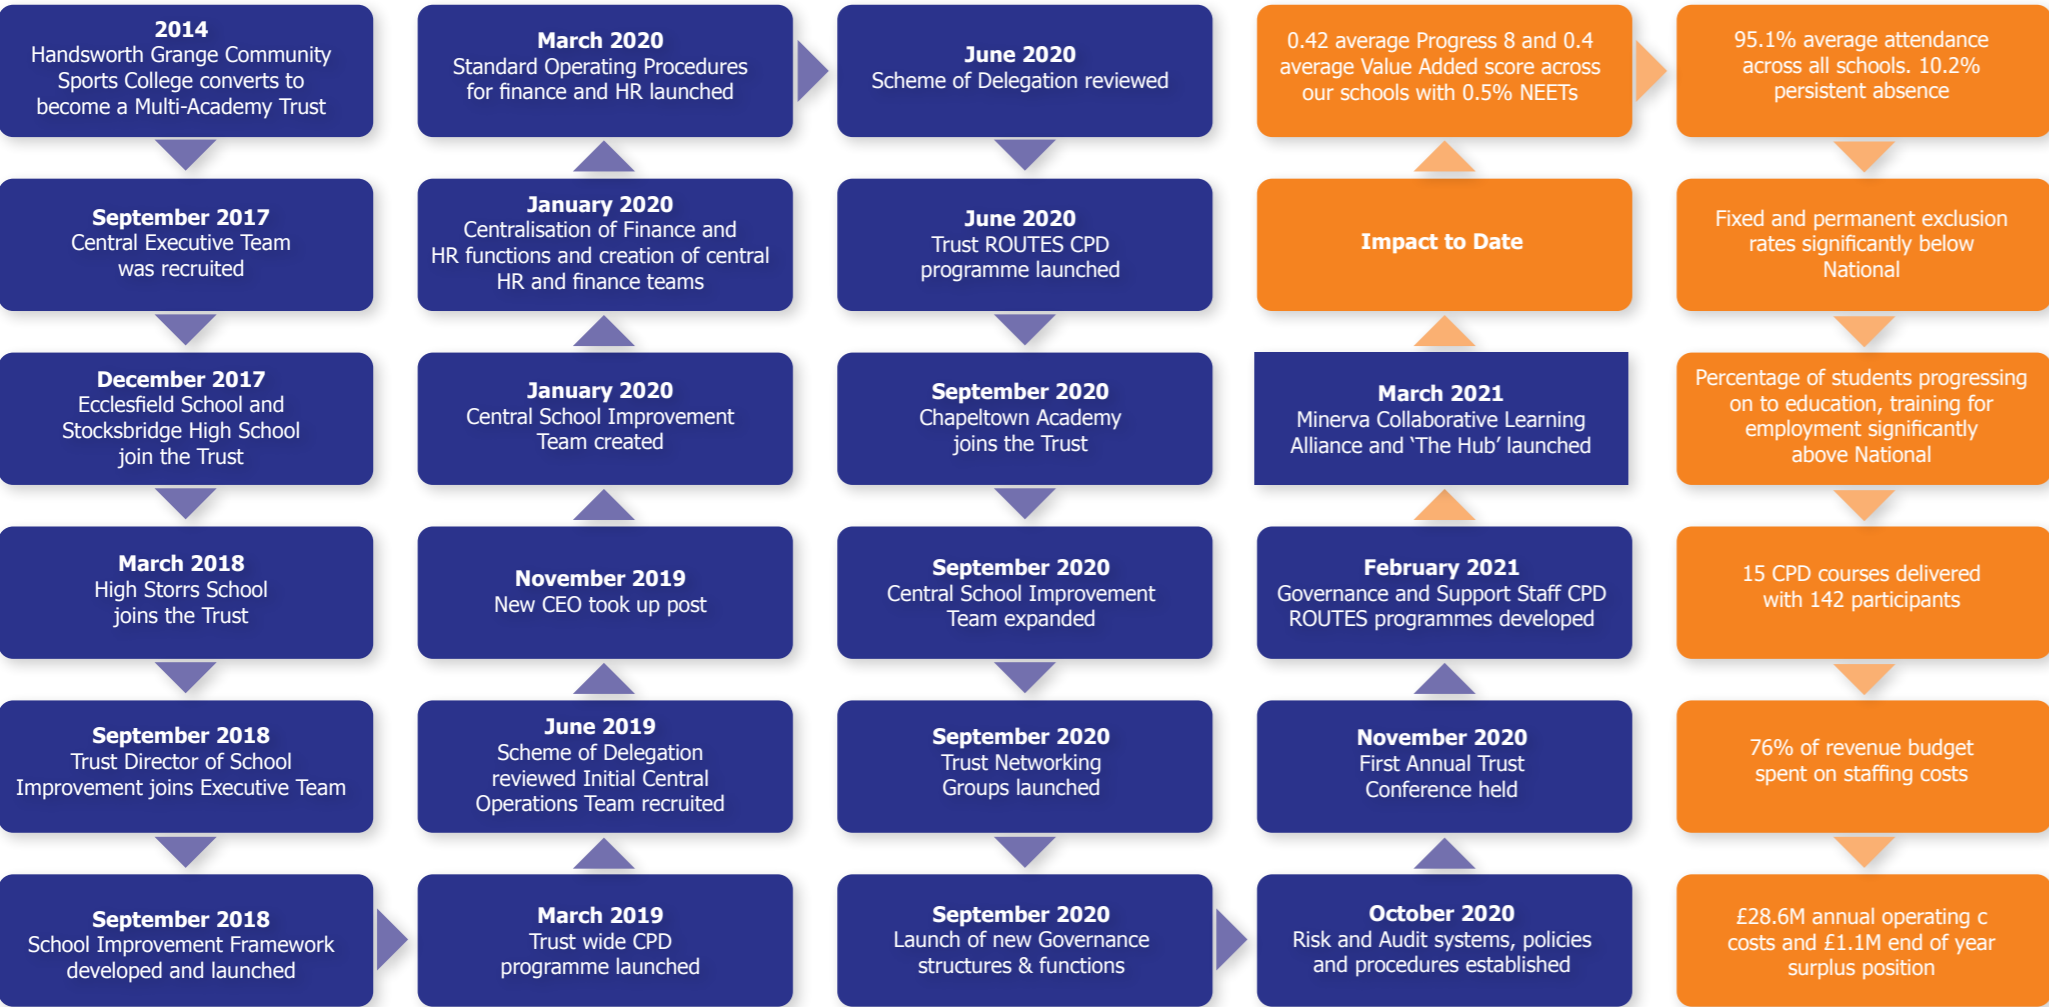 2014
Handsworth Grange Community
Sports College converts to
become a Multi-Academy Trust
September 2017
Central Executive Team
was recruited
December 2017
Ecclesfield School and
Stocksbridge High School
join the Trust
March 2018
High Storrs School
joins the Trust
September 2018
Trust Director of School
Improvement joins Executive Team
September 2018
School Improvement Framework
developed and launched
March 2019
Trust wide CPD
programme launched
June 2019
Scheme of Delegation
reviewed Initial Central
Operations Team recruited
November 2019
New CEO took up post
January 2020
Central School Improvement
Team created
January 2020
Centralisation of Finance and
HR functions and creation of central
HR and finance teams
March 2020
Standard Operating Procedures
for finance and HR launched
June 2020
Scheme of Delegation reviewed
June 2020
Trust ROUTES CPD
programme launched
September 2020
Chapeltown Academy
joins the Trust
September 2020
Central School Improvement
Team expanded
September 2020
Trust Networking
Groups launched
September 2020
Launch of new Governance
structures & functions
October 2020
Risk and Audit systems, policies
and procedures established
November 2020
First Annual Trust
Conference held
February 2021
Governance and Support Staff CPD
ROUTES programmes developed
March 2021
Minerva Collaborative Learning
Alliance and ‘The Hub’ launched
Impact to Date
0.42 average Progress 8 and 0.4
average Value Added score across
our schools with 0.5% NEETs
95.1% average attendance
across all schools. 10.2%
persistent absence
Fixed and permanent exclusion
rates significantly below
National
Percentage of students progressing
on to education, training for
employment significantly
above National
15 CPD courses delivered
with 142 participants
76% of revenue budget
spent on staffing costs
£28.6M annual operating c
costs and £1.1M end of year
surplus position